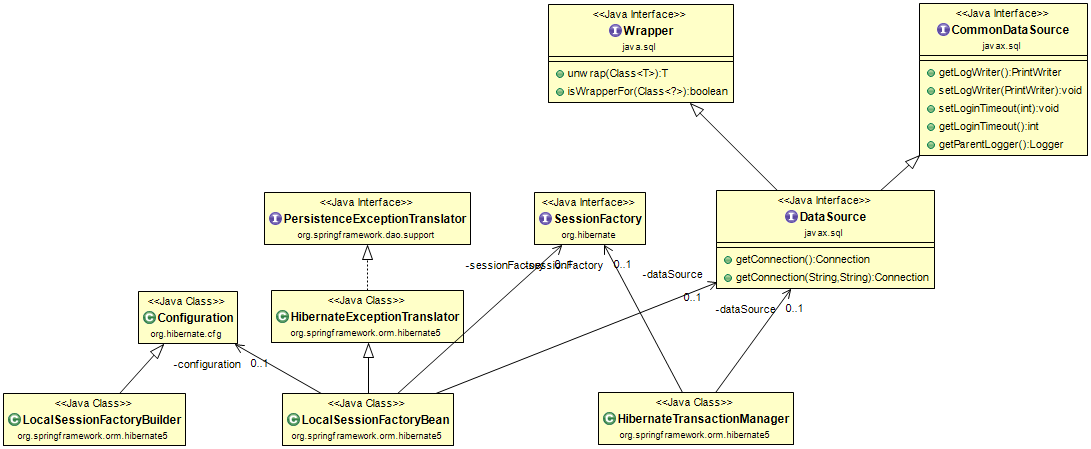 <<Java Interface>>
Wrapper
java.sql
unwrap(Class<T>):T
isWrapperFor(Class<?>):boolean
<<Java Interface>>
CommonDataSource
javax.sql
getLogWriter():PrintWriter
setLogWriter(PrintWriter):void
setLoginTimeout(int):void
getLoginTimeout():int
getParentLogger():Logger
<<Java Interface>>
PersistenceExceptionTranslator
org.springframework.dao.support
<<Java Interface>>
SessionFactory
org.hibernate
<<Java Interface>>
DataSource
javax.sql
getConnection():Connection
getConnection(String,String):Connection
-sessionFactory 0..1
-sessionFactory 0..1
-dataSource
0..1
-dataSource 0..1
<<Java Class>>
Configuration
org.hibernate.cfg
<<Java Class>>
HibernateExceptionTranslator
org.springframework.orm.hibernate5
-configuration 0..1
<<Java Class>>
LocalSessionFactoryBuilder
org.springframework.orm.hibernate5
<<Java Class>>
LocalSessionFactoryBean
org.springframework.orm.hibernate5
<<Java Class>>
HibernateTransactionManager
org.springframework.orm.hibernate5